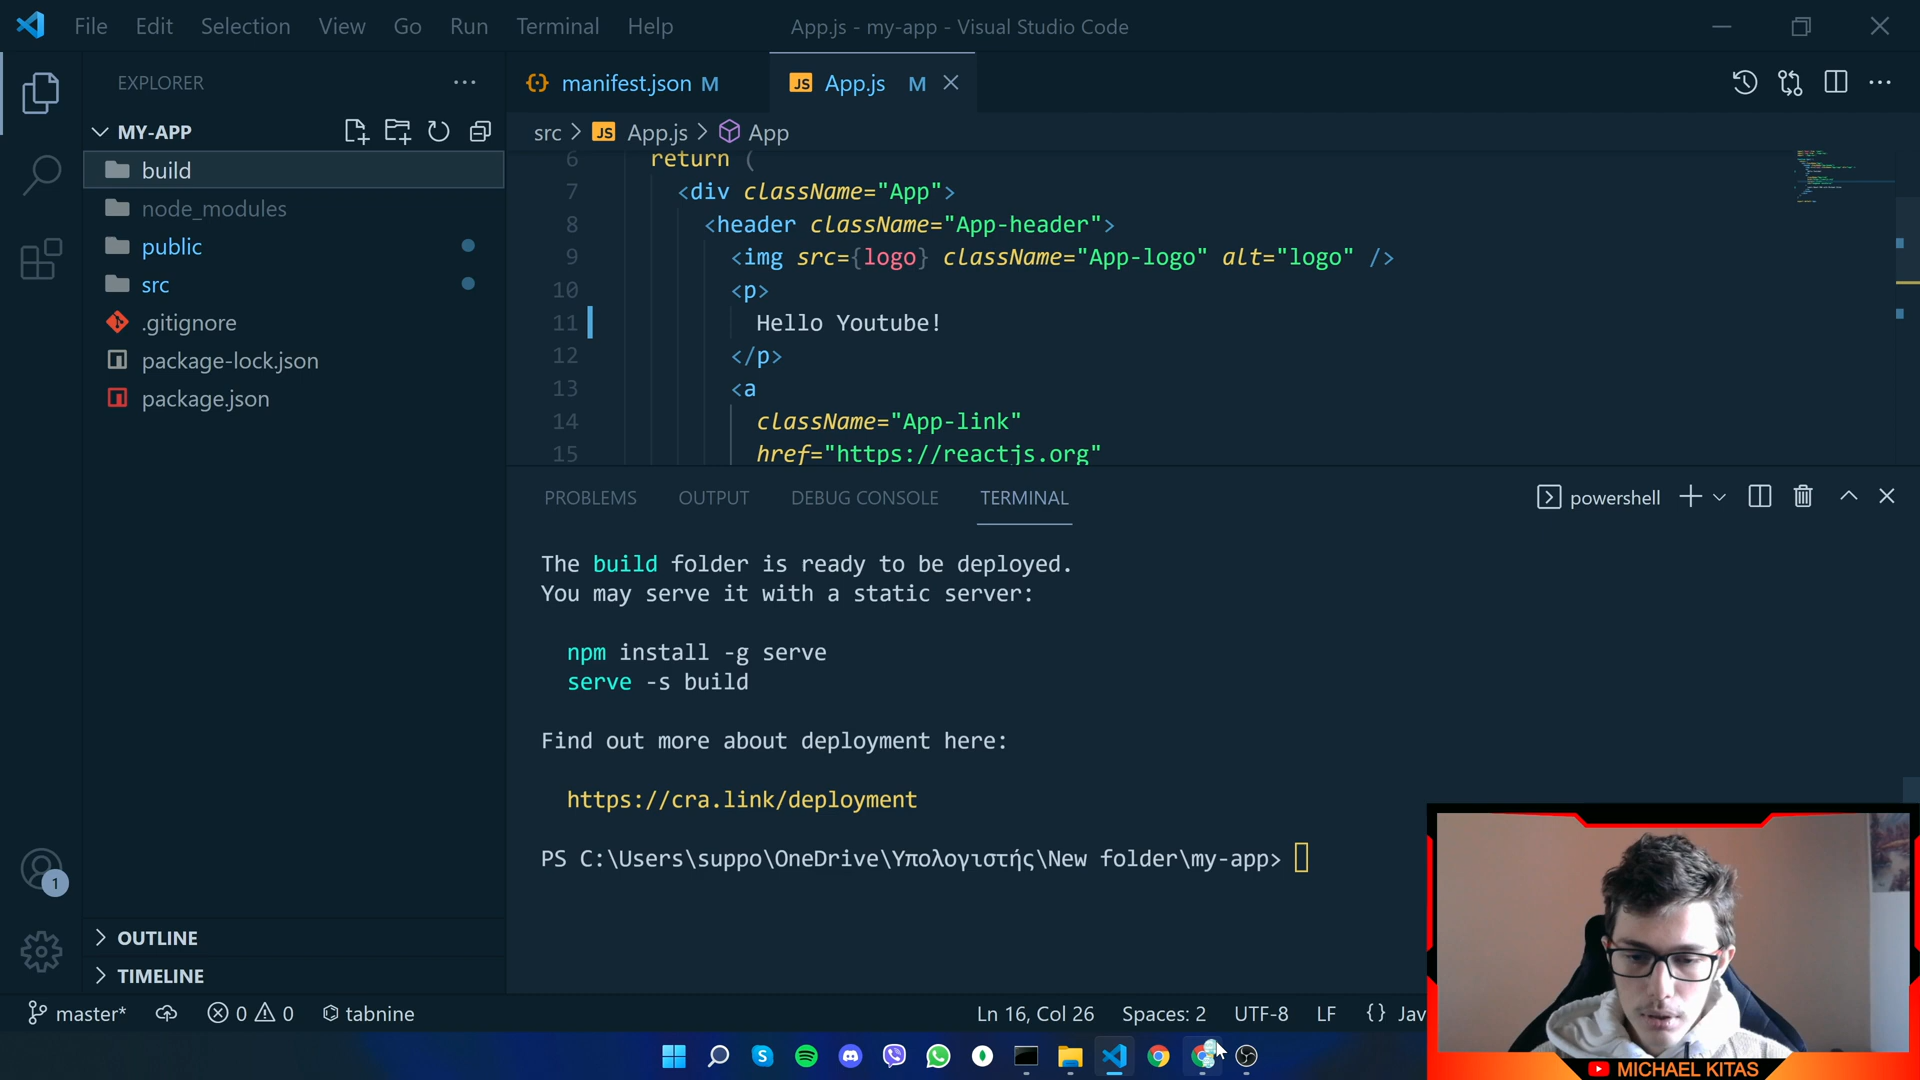 File Edit Selection View Go Run Terminal Help
App.js - my-app - Visual Studio Code
EXPLORER
manifest.json M
JS App.js M
MY-APP
src > JS App.js > App
build
node_modules
public
src
.gitignore
package-lock.json
package.json
6 return (
7 <div className="App">
8 <header className="App-header">
9 <img src={logo} className="App-logo" alt="logo" />
10 <p>
11 Hello Youtube!
12 </p>
13 <a
14 className="App-link"
15 href="https://reactjs.org"
PROBLEMS OUTPUT DEBUG CONSOLE TERMINAL
powershell
The build folder is ready to be deployed.
You may serve it with a static server:
npm install -g serve
serve -s build
Find out more about deployment here:
https://cra.link/deployment
PS C:\Users\suppo\OneDrive\Υπολογιστής\New folder\my-app>
1
OUTLINE
TIMELINE
master* 0 0 tabnine
Ln 16, Col 26 Spaces: 2 UTF-8 LF {} Jav
MICHAEL KITAS